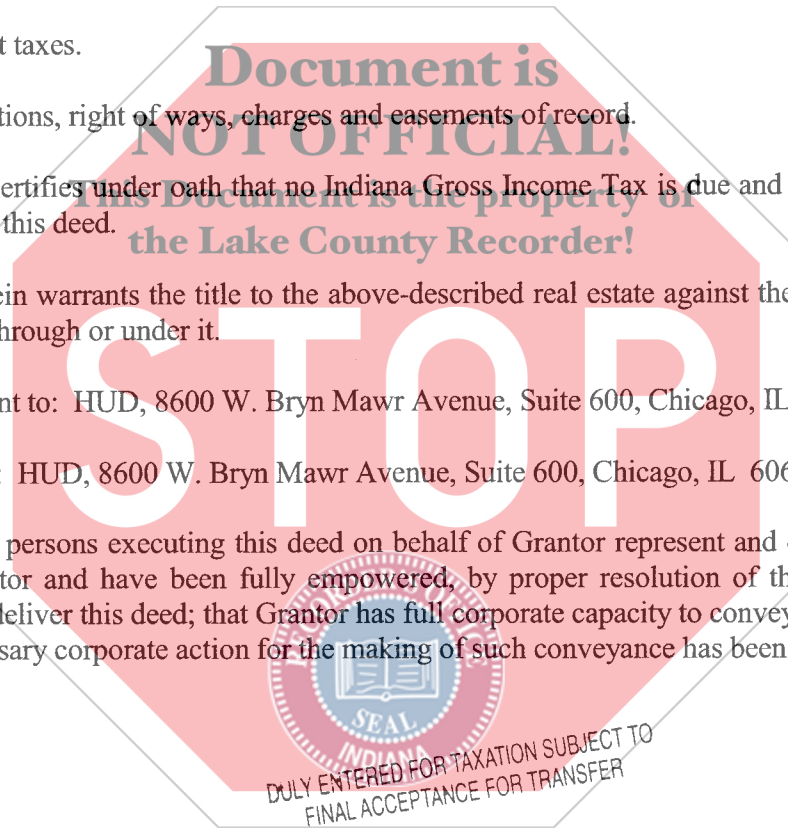 t taxes.
Document is
tions, right of ways, charges and easements of record.
NOT OFFICIAL!
ertifies under oath that no Indiana Gross Income Tax is due and
This Document is the property of
this deed.
the Lake County Recorder!
ein warrants the title to the above-described real estate against the
hrough or under it.
STOP
nt to: HUD, 8600 W. Bryn Mawr Avenue, Suite 600, Chicago, IL
: HUD, 8600 W. Bryn Mawr Avenue, Suite 600, Chicago, IL 606
persons executing this deed on behalf of Grantor represent and
tor and have been fully empowered, by proper resolution of th
deliver this deed; that Grantor has full corporate capacity to convey
sary corporate action for the making of such conveyance has been
RECORDER'S OFFICE
SEAL
INDIANA
DULY ENTERED FOR TAXATION SUBJECT TO
FINAL ACCEPTANCE FOR TRANSFER